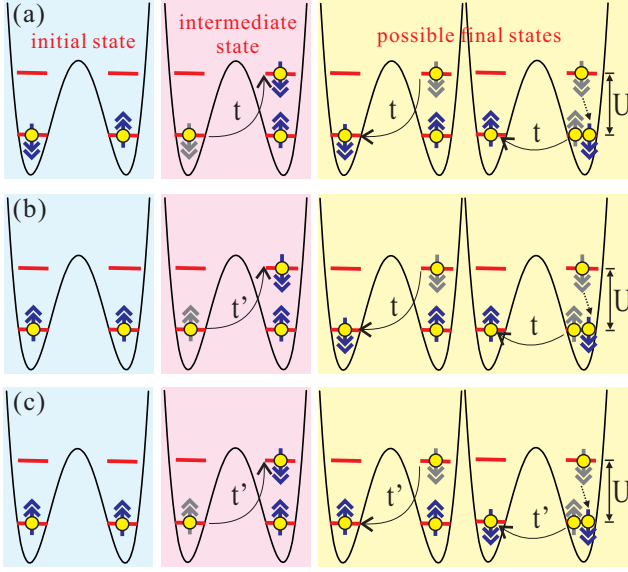 (a)
initial state
intermediate
state
possible final states
t
t
t
U
(b)
t'
t
t
U
(c)
t'
t'
t'
U